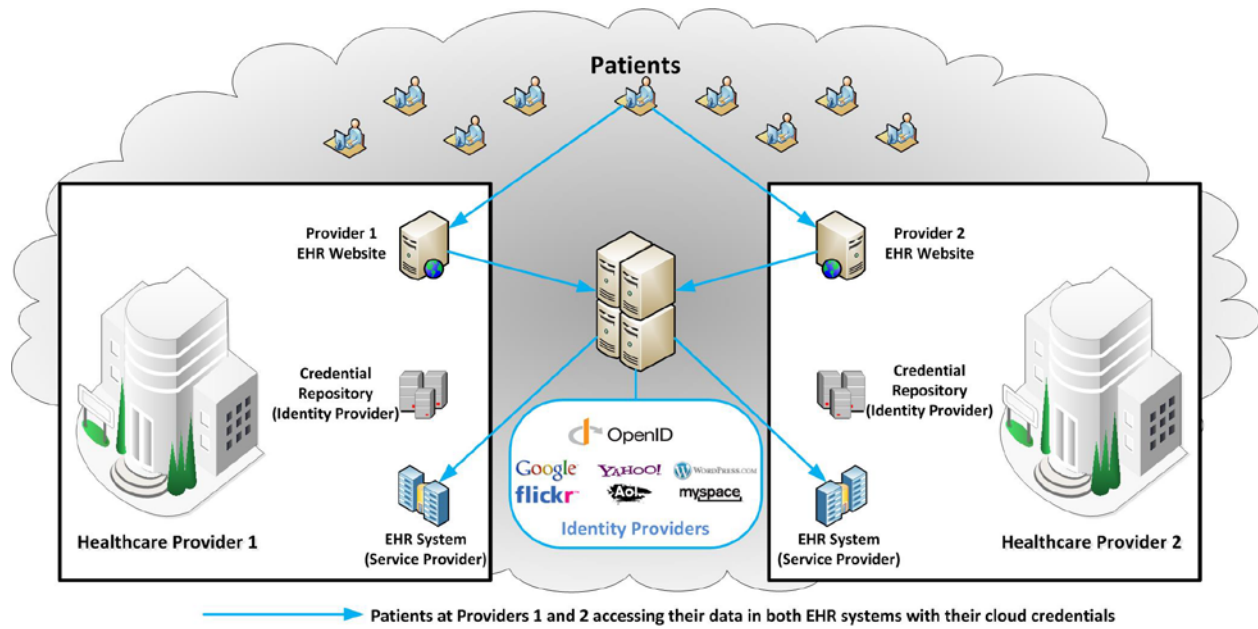 Patients
Provider 1
EHR Website
Provider 2
EHR Website
Credential
Repository
(Identity Provider)
Credential
Repository
(Identity Provider)
OpenID
Google YAHOO! WORDPRESS.COM
flickr Aol. myspace
Identity Providers
Healthcare Provider 1
EHR System
(Service Provider)
EHR System
(Service Provider)
Healthcare Provider 2
Patients at Providers 1 and 2 accessing their data in both EHR systems with their cloud credentials